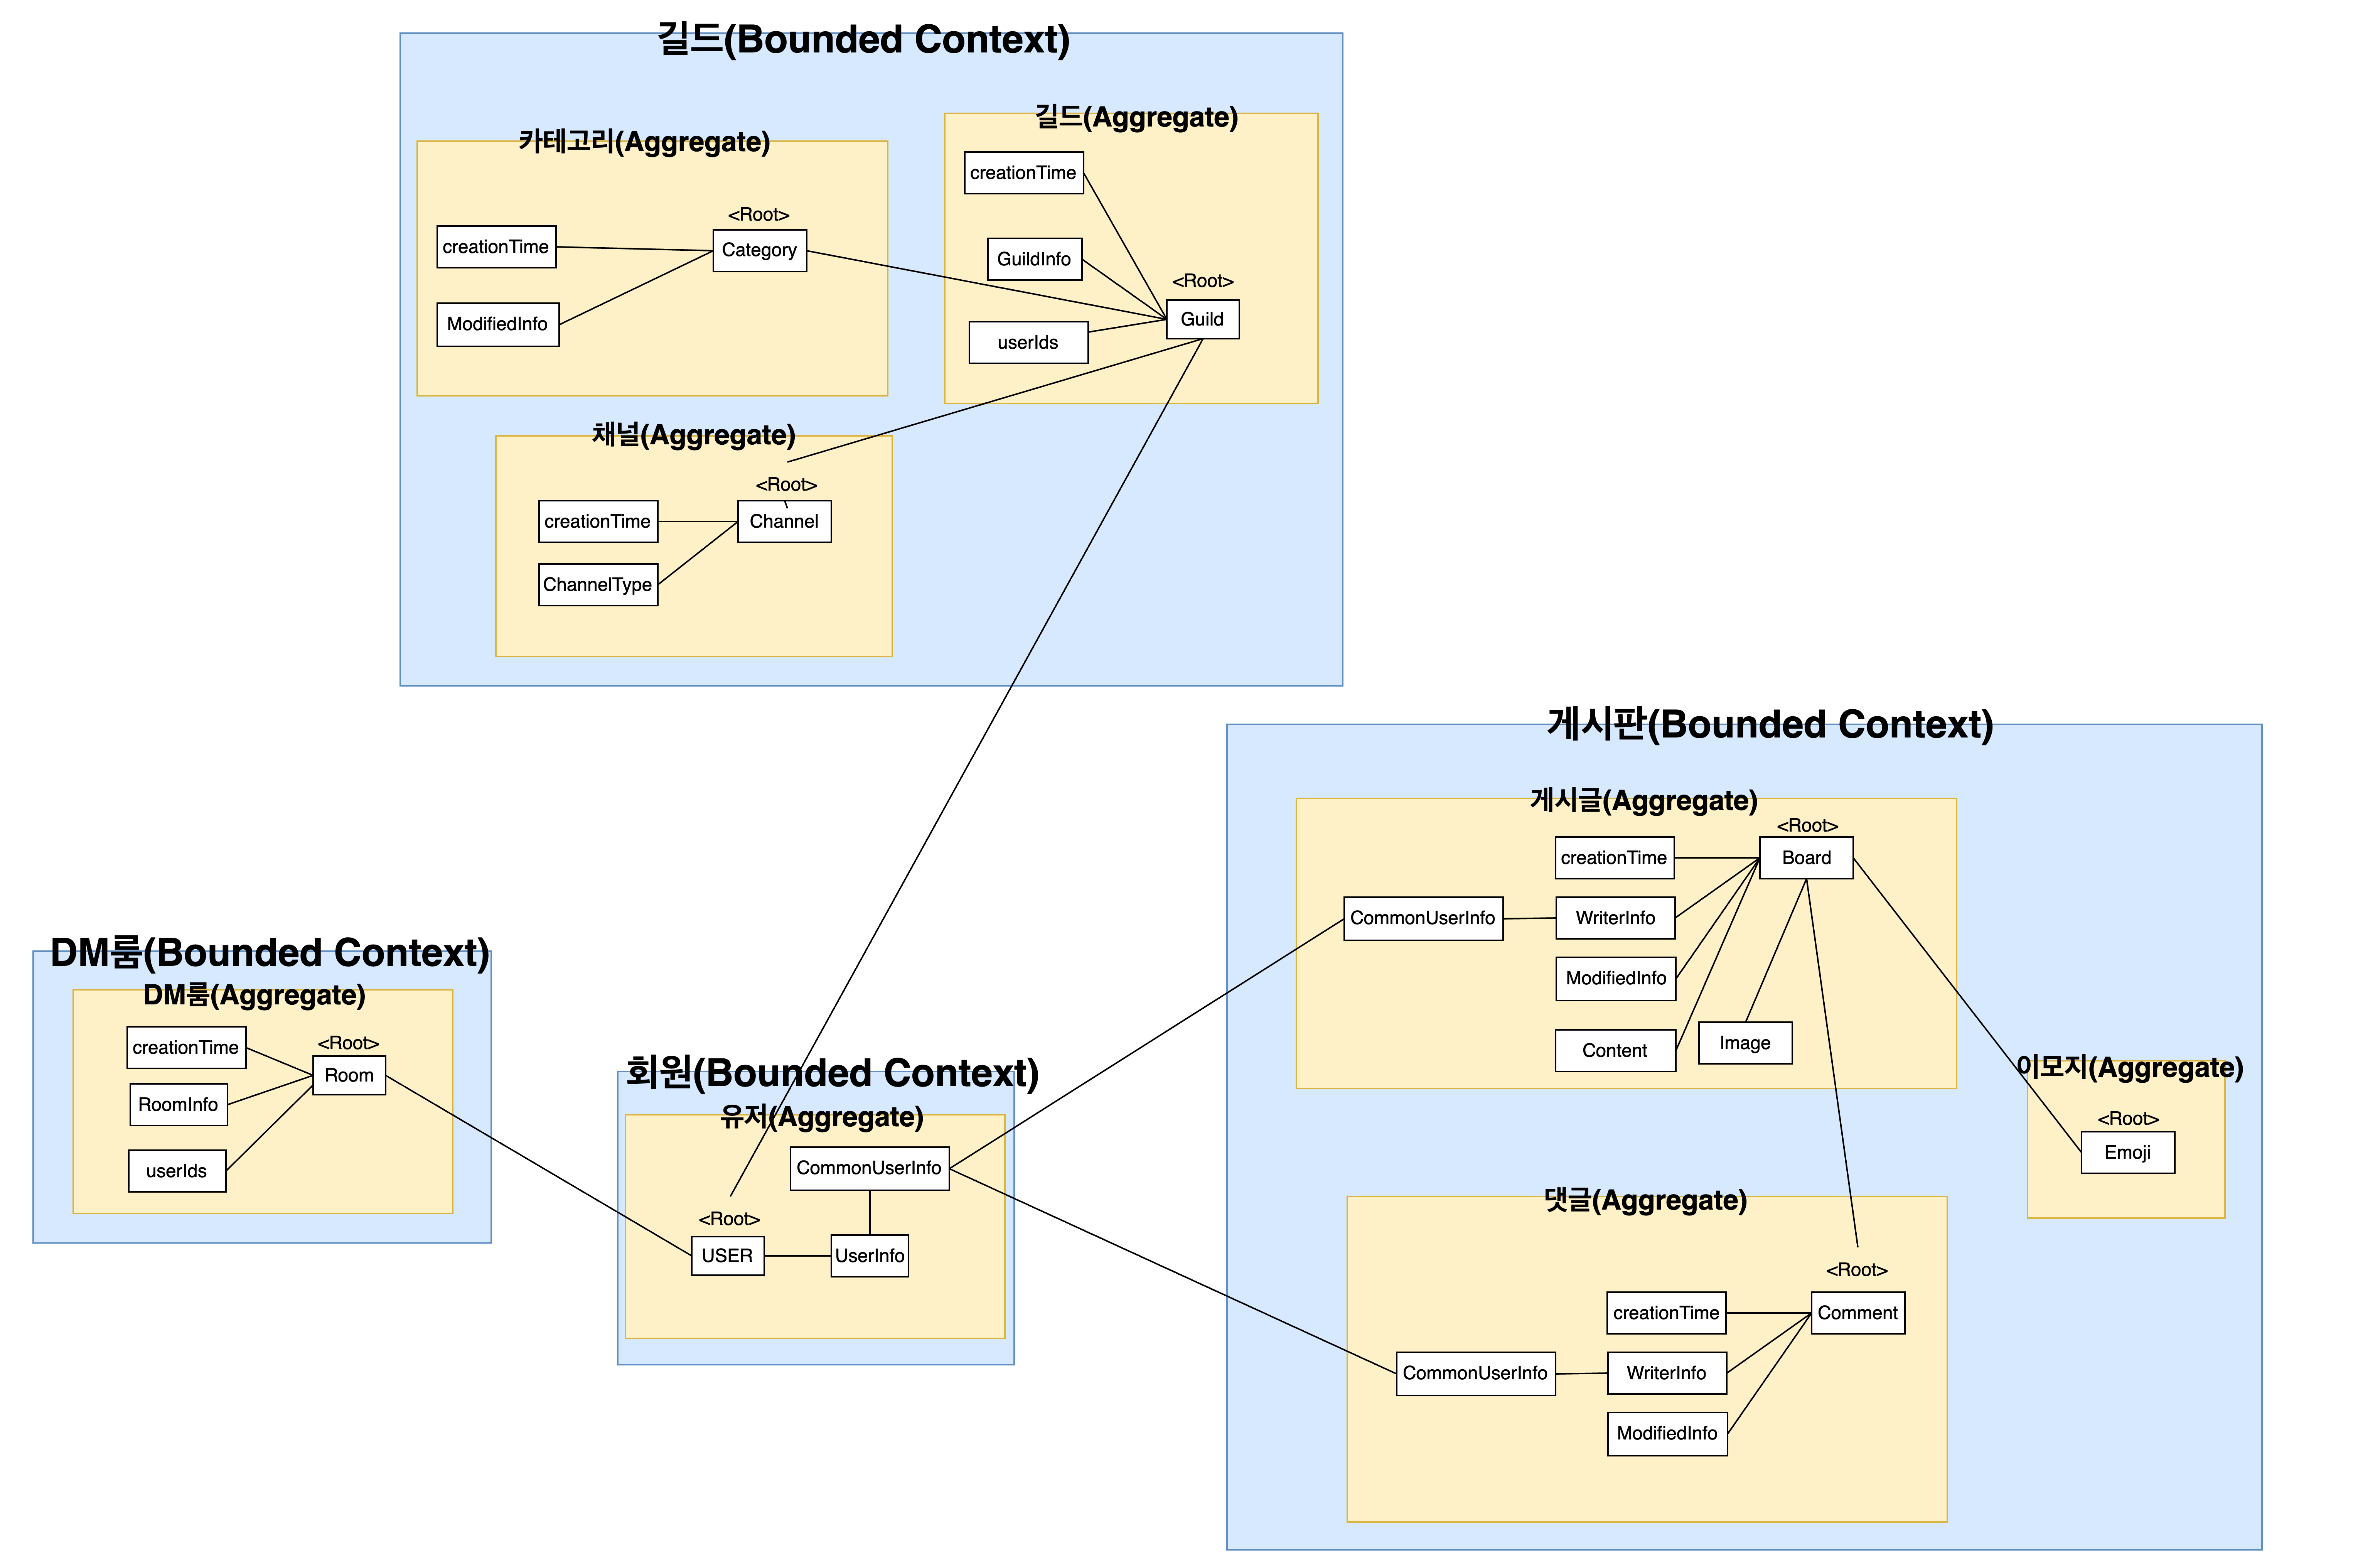 길드(Bounded Context)
카테고리(Aggregate)
<Root>
creationTime
Category
ModifiedInfo
길드(Aggregate)
creationTime
GuildInfo
<Root>
Guild
userIds
채널(Aggregate)
<Root>
creationTime
Channel
ChannelType
게시판(Bounded Context)
게시글(Aggregate)
<Root>
creationTime
Board
CommonUserInfo
WriterInfo
ModifiedInfo
Content
Image
이모지(Aggregate)
<Root>
Emoji
댓글(Aggregate)
<Root>
creationTime
Comment
CommonUserInfo
WriterInfo
ModifiedInfo
DM룸(Bounded Context)
DM룸(Aggregate)
creationTime
<Root>
Room
RoomInfo
userIds
회원(Bounded Context)
유저(Aggregate)
CommonUserInfo
<Root>
USER
UserInfo